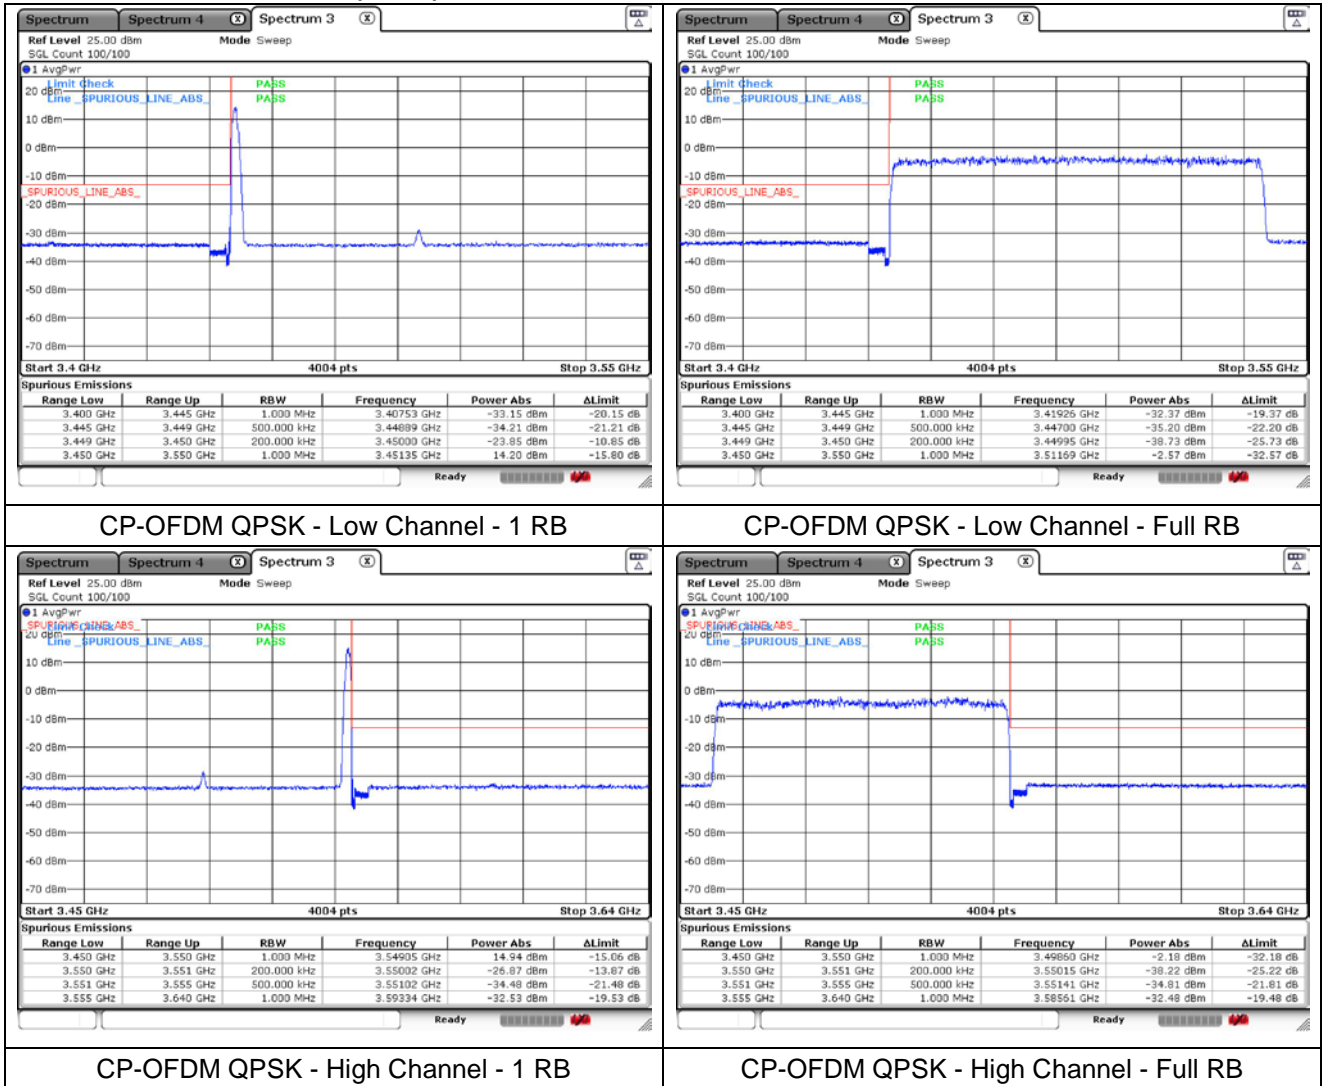 Spectrum Spectrum 4 X Spectrum 3 X
Ref Level 25.00 dBm Mode Sweep
SGL Count 100/100
1 AvgPwr
Limit Check PASS
20 dBm
Line _SPURIOUS_LINE_ABS_ PASS
10 dBm
0 dBm
-10 dBm
_SPURIOUS_LINE_ABS_
-20 dBm
-30 dBm
-40 dBm
-50 dBm
-60 dBm
-70 dBm
Start 3.4 GHz 4004 pts Stop 3.55 GHz
Spurious Emissions
Range Low Range Up RBW Frequency Power Abs ΔLimit
3.400 GHz 3.445 GHz 1.000 MHz 3.40753 GHz -33.15 dBm -20.15 dB
3.445 GHz 3.449 GHz 500.000 kHz 3.44889 GHz -34.21 dBm -21.21 dB
3.449 GHz 3.450 GHz 200.000 kHz 3.45000 GHz -23.85 dBm -10.85 dB
3.450 GHz 3.550 GHz 1.000 MHz 3.45135 GHz 14.20 dBm -15.80 dB
Ready
CP-OFDM QPSK - Low Channel - 1 RB
Spectrum Spectrum 4 X Spectrum 3 X
Ref Level 25.00 dBm Mode Sweep
SGL Count 100/100
1 AvgPwr
Limit Check PASS
20 dBm
Line _SPURIOUS_LINE_ABS_ PASS
10 dBm
0 dBm
-10 dBm
_SPURIOUS_LINE_ABS_
-20 dBm
-30 dBm
-40 dBm
-50 dBm
-60 dBm
-70 dBm
Start 3.4 GHz 4004 pts Stop 3.55 GHz
Spurious Emissions
Range Low Range Up RBW Frequency Power Abs ΔLimit
3.400 GHz 3.445 GHz 1.000 MHz 3.41926 GHz -32.37 dBm -19.37 dB
3.445 GHz 3.449 GHz 500.000 kHz 3.44700 GHz -35.20 dBm -22.20 dB
3.449 GHz 3.450 GHz 200.000 kHz 3.44995 GHz -38.73 dBm -25.73 dB
3.450 GHz 3.550 GHz 1.000 MHz 3.51169 GHz -2.57 dBm -32.57 dB
Ready
CP-OFDM QPSK - Low Channel - Full RB
Spectrum Spectrum 4 X Spectrum 3 X
Ref Level 25.00 dBm Mode Sweep
SGL Count 100/100
1 AvgPwr
_SPURIOUS_LINE_ABS_
Limit Check PASS
20 dBm
Line _SPURIOUS_LINE_ABS_ PASS
10 dBm
0 dBm
-10 dBm
-20 dBm
-30 dBm
-40 dBm
-50 dBm
-60 dBm
-70 dBm
Start 3.45 GHz 4004 pts Stop 3.64 GHz
Spurious Emissions
Range Low Range Up RBW Frequency Power Abs ΔLimit
3.450 GHz 3.550 GHz 1.000 MHz 3.54905 GHz 14.94 dBm -15.06 dB
3.550 GHz 3.551 GHz 200.000 kHz 3.55002 GHz -26.87 dBm -13.87 dB
3.551 GHz 3.555 GHz 500.000 kHz 3.55102 GHz -34.48 dBm -21.48 dB
3.555 GHz 3.640 GHz 1.000 MHz 3.59334 GHz -32.53 dBm -19.53 dB
Ready
CP-OFDM QPSK - High Channel - 1 RB
Spectrum Spectrum 4 X Spectrum 3 X
Ref Level 25.00 dBm Mode Sweep
SGL Count 100/100
1 AvgPwr
_SPURIOUS_LINE_ABS_
Limit Check PASS
20 dBm
Line _SPURIOUS_LINE_ABS_ PASS
10 dBm
0 dBm
-10 dBm
-20 dBm
-30 dBm
-40 dBm
-50 dBm
-60 dBm
-70 dBm
Start 3.45 GHz 4004 pts Stop 3.64 GHz
Spurious Emissions
Range Low Range Up RBW Frequency Power Abs ΔLimit
3.450 GHz 3.550 GHz 1.000 MHz 3.49860 GHz -2.18 dBm -32.18 dB
3.550 GHz 3.551 GHz 200.000 kHz 3.55015 GHz -38.22 dBm -25.22 dB
3.551 GHz 3.555 GHz 500.000 kHz 3.55141 GHz -34.81 dBm -21.81 dB
3.555 GHz 3.640 GHz 1.000 MHz 3.58561 GHz -32.48 dBm -19.48 dB
Ready
CP-OFDM QPSK - High Channel - Full RB